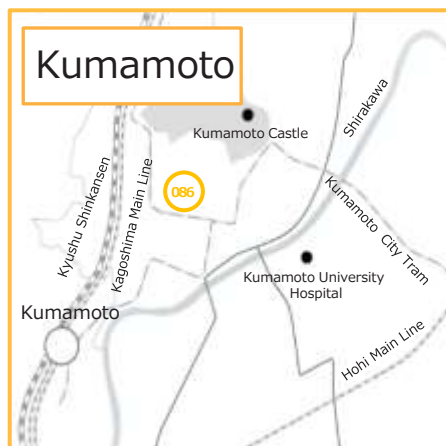 Kumamoto
Kumamoto Castle
Shirakawa
086
Kyushu Shinkansen
Kagoshima Main Line
Kumamoto City Tram
Kumamoto University
Hospital
Kumamoto
Hohi Main Line